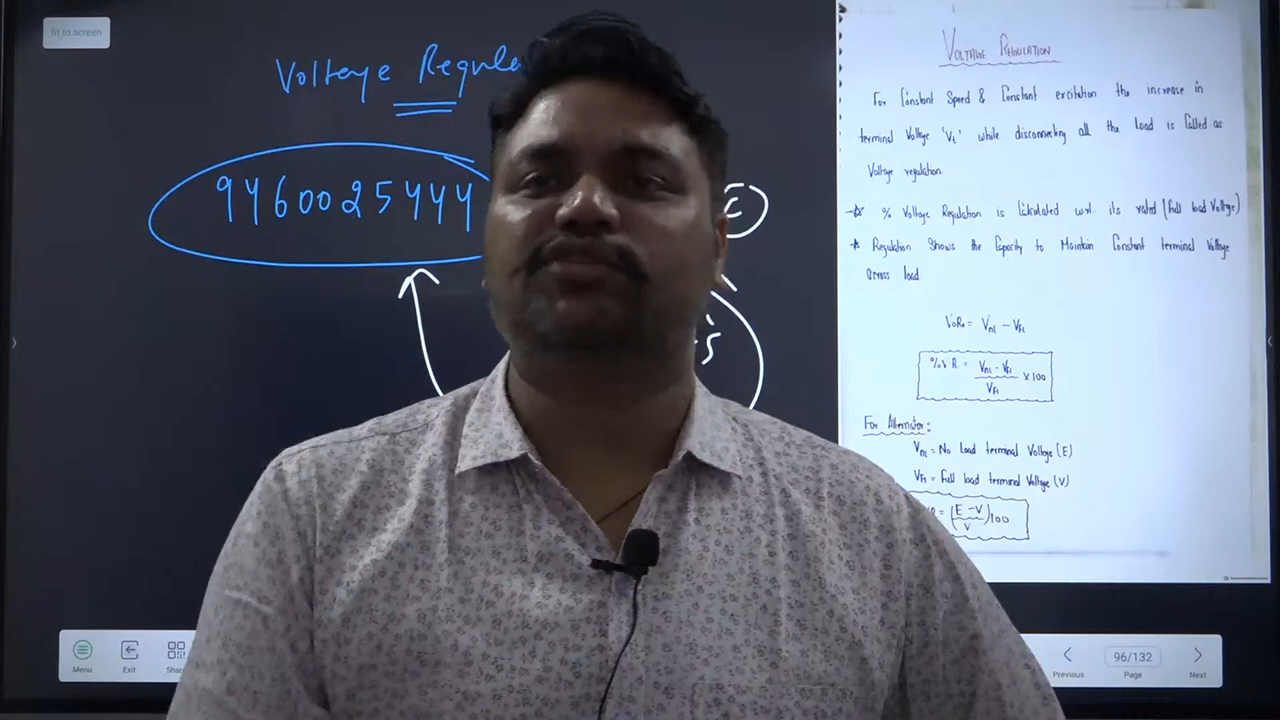 fit to screen
Voltage Regula
9460025444
VOLTAGE REGULATION
For Constant Speed & Constant excitation the increase in
terminal Voltage 'Vt' while disconnecting all the load is Called as
Voltage regulation
% Voltage Regulation is Calculated w.r.t. its rated (full load Voltage)
* Regulation Shows the Capacity to Maintain Constant terminal Voltage
across load
V.R. = Vnl - VFL
% V R. = Vnl - Vfl / Vfl x 100
For Alternator:
Vnl = No Load terminal Voltage (E)
Vfl = Full load terminal Voltage (V)
= (E - V / V) 100
Menu
Exit
Shar
Previous
96/132
Page
Next